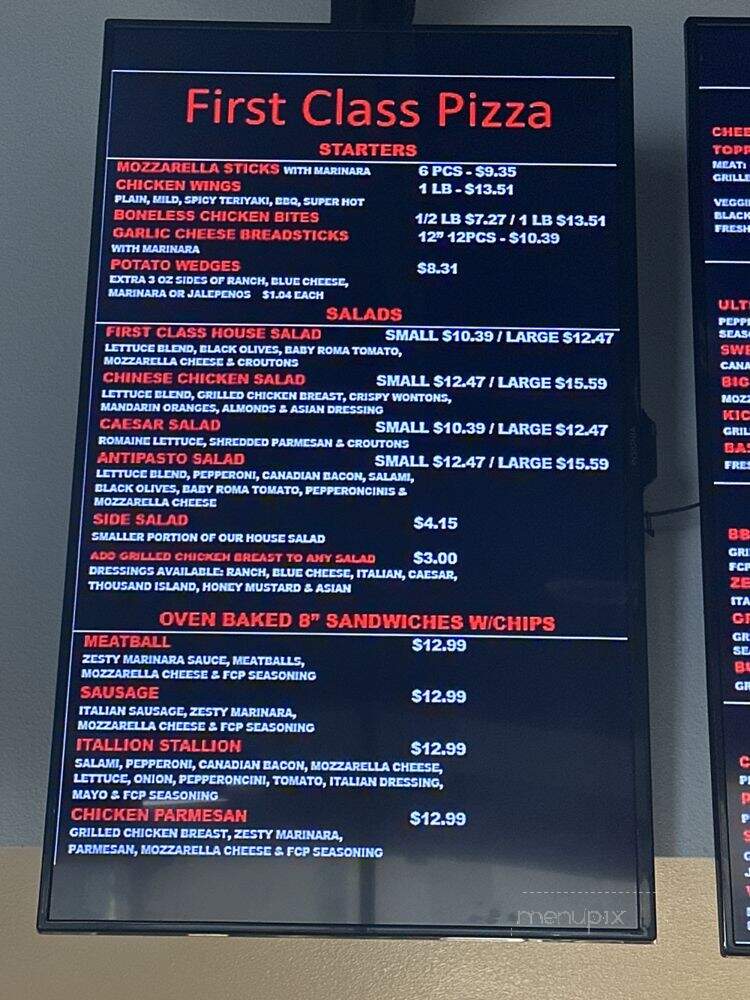 First Class Pizza
STARTERS
MOZZARELLA STICKS WITH MARINARA 6 PCS - $9.35
CHICKEN WINGS 1 LB - $13.51
PLAIN, MILD, SPICY TERIYAKI, BBQ, SUPER HOT
BONELESS CHICKEN BITES 1/2 LB $7.27 / 1 LB $13.51
GARLIC CHEESE BREADSTICKS 12” 12PCS - $10.39
WITH MARINARA
POTATO WEDGES $8.31
EXTRA 3 OZ SIDES OF RANCH, BLUE CHEESE,
MARINARA OR JALEPENOS $1.04 EACH
SALADS
FIRST CLASS HOUSE SALAD SMALL $10.39 / LARGE $12.47
LETTUCE BLEND, BLACK OLIVES, BABY ROMA TOMATO,
MOZZARELLA CHEESE & CROUTONS
CHINESE CHICKEN SALAD SMALL $12.47 / LARGE $15.59
LETTUCE BLEND, GRILLED CHICKEN BREAST, CRISPY WONTONS,
MANDARIN ORANGES, ALMONDS & ASIAN DRESSING
CAESAR SALAD SMALL $10.39 / LARGE $12.47
ROMAINE LETTUCE, SHREDDED PARMESAN & CROUTONS
ANTIPASTO SALAD SMALL $12.47 / LARGE $15.59
LETTUCE BLEND, PEPPERONI, CANADIAN BACON, SALAMI,
BLACK OLIVES, BABY ROMA TOMATO, PEPPERONCINIS &
MOZZARELLA CHEESE
SIDE SALAD $4.15
SMALLER PORTION OF OUR HOUSE SALAD
ADD GRILLED CHICKEN BREAST TO ANY SALAD $3.00
DRESSINGS AVAILABLE: RANCH, BLUE CHEESE, ITALIAN, CAESAR,
THOUSAND ISLAND, HONEY MUSTARD & ASIAN
OVEN BAKED 8” SANDWICHES W/CHIPS
MEATBALL $12.99
ZESTY MARINARA SAUCE, MEATBALLS,
MOZZARELLA CHEESE & FCP SEASONING
SAUSAGE $12.99
ITALIAN SAUSAGE, ZESTY MARINARA,
MOZZARELLA CHEESE & FCP SEASONING
ITALLION STALLION $12.99
SALAMI, PEPPERONI, CANADIAN BACON, MOZZARELLA CHEESE,
LETTUCE, ONION, PEPPERONCINI, TOMATO, ITALIAN DRESSING,
MAYO & FCP SEASONING
CHICKEN PARMESAN $12.99
GRILLED CHICKEN BREAST, ZESTY MARINARA,
PARMESAN, MOZZARELLA CHEESE & FCP SEASONING
menupix
MEAT:
BLACK
FRESH
BIG
FCP